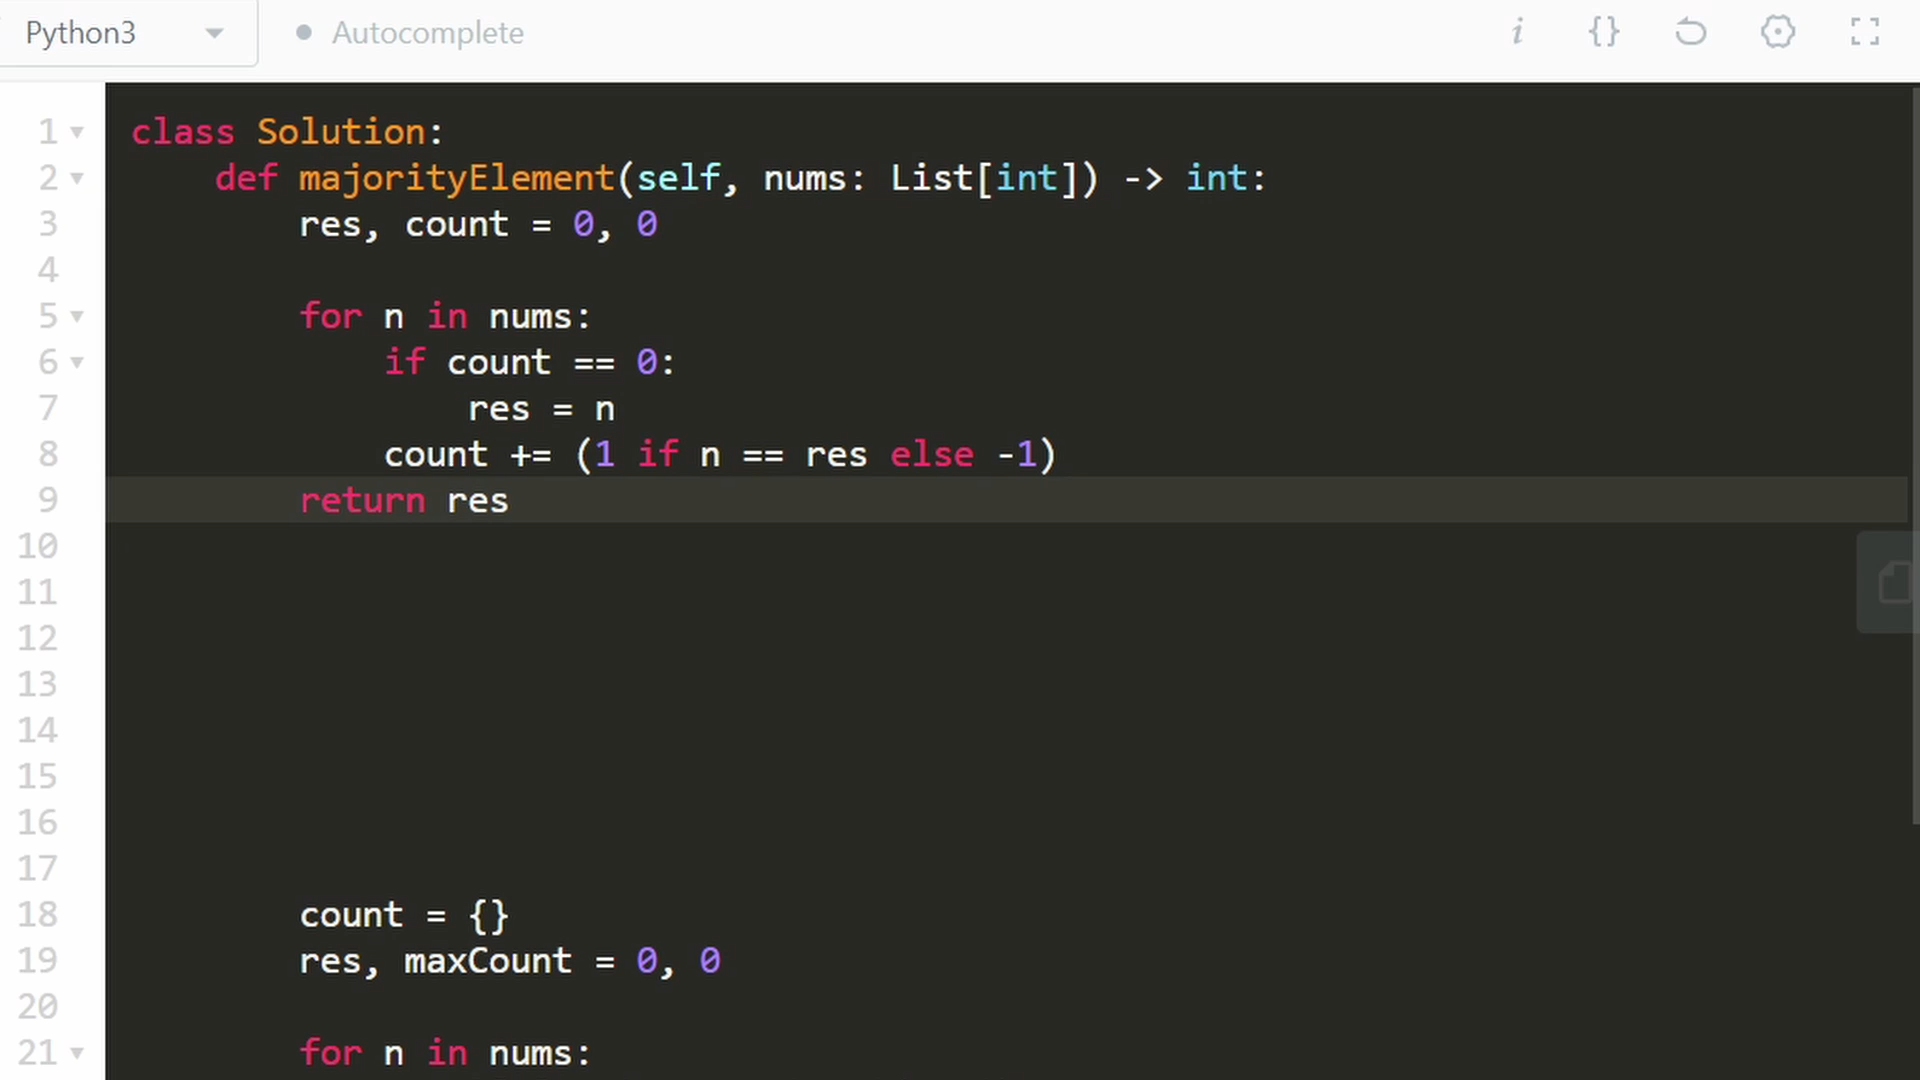 Python3 Autocomplete i {}
1 class Solution:
2     def majorityElement(self, nums: List[int]) -> int:
3         res, count = 0, 0
4
5         for n in nums:
6             if count == 0:
7                 res = n
8             count += (1 if n == res else -1)
9         return res
10
11
12
13
14
15
16
17
18         count = {}
19         res, maxCount = 0, 0
20
21         for n in nums: